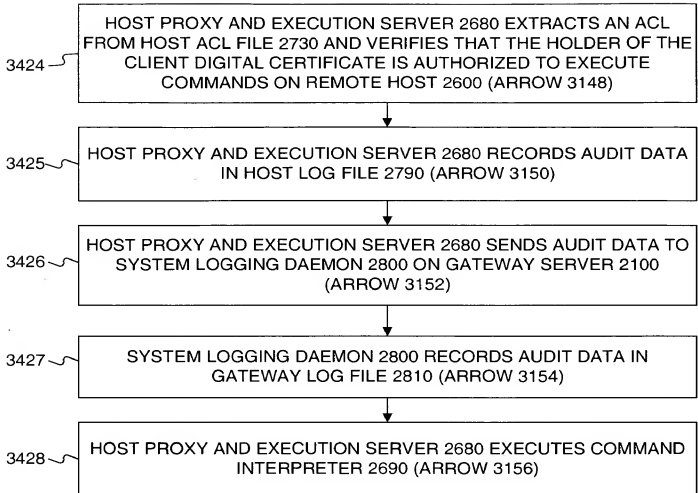 HOST PROXY AND EXECUTION SERVER 2680 EXTRACTS AN ACL
FROM HOST ACL FILE 2730 AND VERIFIES THAT THE HOLDER OF THE
CLIENT DIGITAL CERTIFICATE IS AUTHORIZED TO EXECUTE
COMMANDS ON REMOTE HOST 2600 (ARROW 3148)
3424
HOST PROXY AND EXECUTION SERVER 2680 RECORDS AUDIT DATA
IN HOST LOG FILE 2790 (ARROW 3150)
3425
HOST PROXY AND EXECUTION SERVER 2680 SENDS AUDIT DATA TO
SYSTEM LOGGING DAEMON 2800 ON GATEWAY SERVER 2100
(ARROW 3152)
3426
SYSTEM LOGGING DAEMON 2800 RECORDS AUDIT DATA IN
GATEWAY LOG FILE 2810 (ARROW 3154)
3427
HOST PROXY AND EXECUTION SERVER 2680 EXECUTES COMMAND
INTERPRETER 2690 (ARROW 3156)
3428